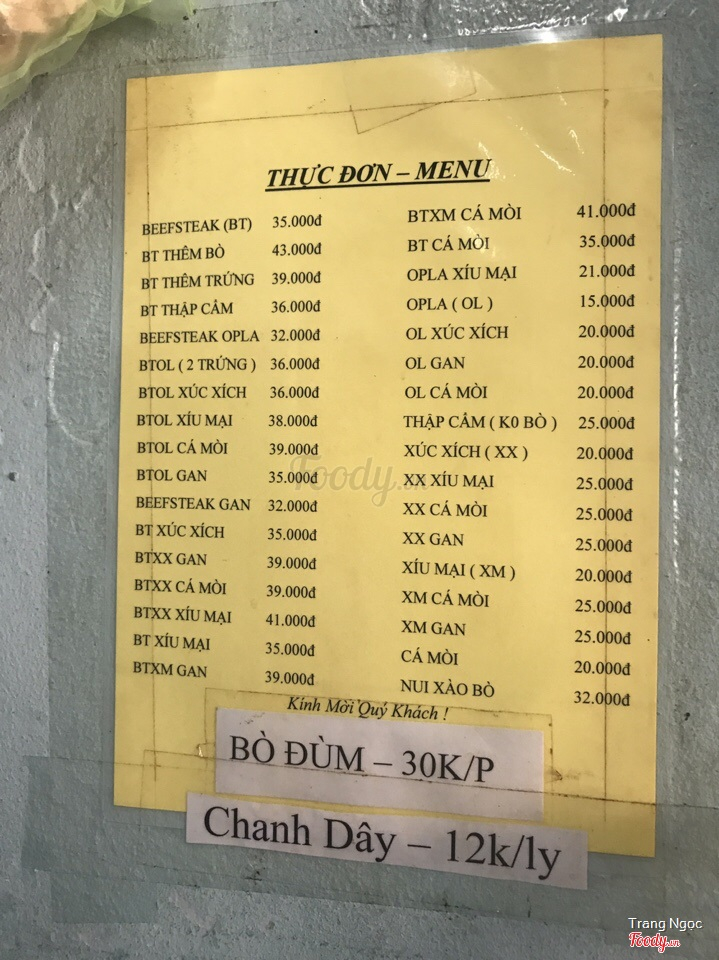 THỰC ĐƠN – MENU
BEEFSTEAK (BT) 35.000đ
BT THÊM BÒ 43.000đ
BT THÊM TRỨNG 39.000đ
BT THẬP CẨM 36.000đ
BEEFSTEAK OPLA 32.000đ
BTOL ( 2 TRỨNG ) 36.000đ
BTOL XÚC XÍCH 36.000đ
BTOL XÍU MẠI 38.000đ
BTOL CÁ MÒI 39.000đ
BTOL GAN 35.000đ
BEEFSTEAK GAN 32.000đ
BT XÚC XÍCH 35.000đ
BTXX GAN 39.000đ
BTXX CÁ MÒI 39.000đ
BTXX XÍU MẠI 41.000đ
BT XÍU MẠI 35.000đ
BTXM GAN 39.000đ
BTXM CÁ MÒI 41.000đ
BT CÁ MÒI 35.000đ
OPLA XÍU MẠI 21.000đ
OPLA ( OL ) 15.000đ
OL XÚC XÍCH 20.000đ
OL GAN 20.000đ
OL CÁ MÒI 20.000đ
THẬP CẨM ( K0 BÒ ) 25.000đ
XÚC XÍCH ( XX ) 20.000đ
XX XÍU MẠI 25.000đ
XX CÁ MÒI 25.000đ
XX GAN 25.000đ
XÍU MẠI ( XM ) 20.000đ
XM CÁ MÒI 25.000đ
XM GAN 25.000đ
CÁ MÒI 20.000đ
NUI XÀO BÒ 32.000đ
Kính Mời Quý Khách !
BÒ ĐÙM – 30K/P
Chanh Dây – 12k/ly
Foody.vn
Trang Ngọc
Foody.vn